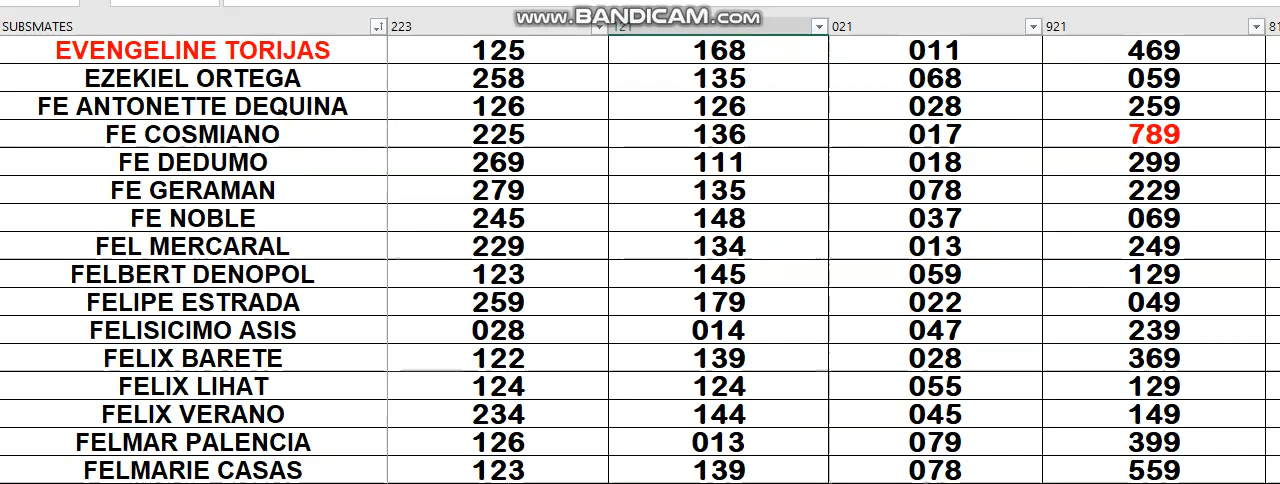 www.BANDICAM.com
SUBSMATES 223 121 021 921 81
EVENGELINE TORIJAS 125 168 011 469
EZEKIEL ORTEGA 258 135 068 059
FE ANTONETTE DEQUINA 126 126 028 259
FE COSMIANO 225 136 017 789
FE DEDUMO 269 111 018 299
FE GERAMAN 279 135 078 229
FE NOBLE 245 148 037 069
FEL MERCARAL 229 134 013 249
FELBERT DENOPOL 123 145 059 129
FELIPE ESTRADA 259 179 022 049
FELISICIMO ASIS 028 014 047 239
FELIX BARETE 122 139 028 369
FELIX LIHAT 124 124 055 129
FELIX VERANO 234 144 045 149
FELMAR PALENCIA 126 013 079 399
FELMARIE CASAS 123 139 078 559